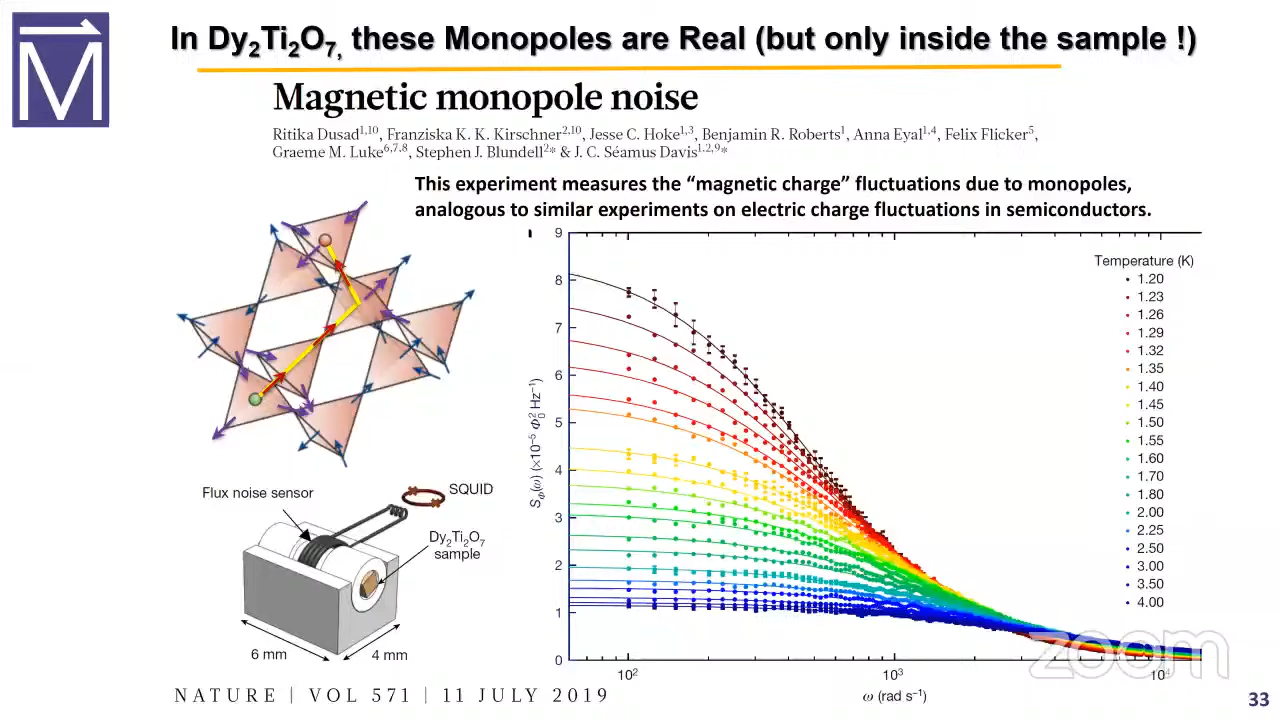 In Dy₂Ti₂O₇, these Monopoles are Real (but only inside the sample !)
M
Magnetic monopole noise
Ritika Dusad¹,¹⁰, Franziska K. K. Kirschner²,¹⁰, Jesse C. Hoke¹,³, Benjamin R. Roberts¹, Anna Eyal¹,⁴, Felix Flicker⁵,
Graeme M. Luke⁶,⁷,⁸, Stephen J. Blundell²* & J. C. Séamus Davis¹,²,⁹*
This experiment measures the “magnetic charge” fluctuations due to monopoles,
analogous to similar experiments on electric charge fluctuations in semiconductors.
Flux noise sensor
SQUID
Dy₂Ti₂O₇
sample
6 mm
4 mm
9
8
7
6
5
4
3
2
1
0
S_Φ(ω) (×10⁻⁵ Φ₀² Hz⁻¹)
10²
10³
10⁴
ω (rad s⁻¹)
Temperature (K)
1.20
1.23
1.26
1.29
1.32
1.35
1.40
1.45
1.50
1.55
1.60
1.70
1.80
2.00
2.25
2.50
3.00
3.50
4.00
zoom
NATURE | VOL 571 | 11 JULY 2019
33